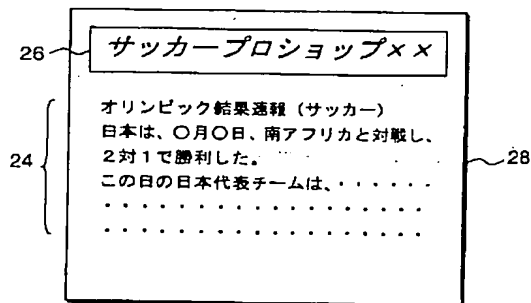 サッカープロショップ××
26
オリンピック結果速報（サッカー）
日本は、○月○日、南アフリカと対戦し、
２対１で勝利した。
この日の日本代表チームは、・・・・・・
・・・・・・・・・・・・・・・・・・
・・・・・・・・・・・・・・・・・・
24
28